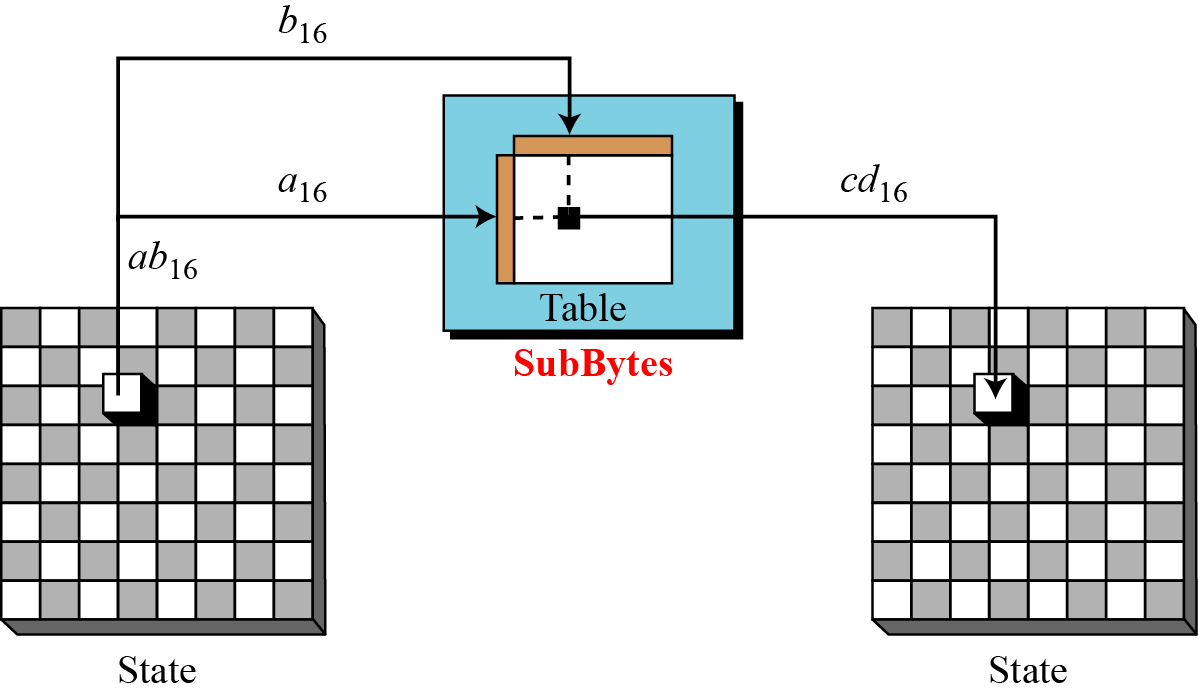 b16
a16
cd16
ab16
Table
SubBytes
State
State